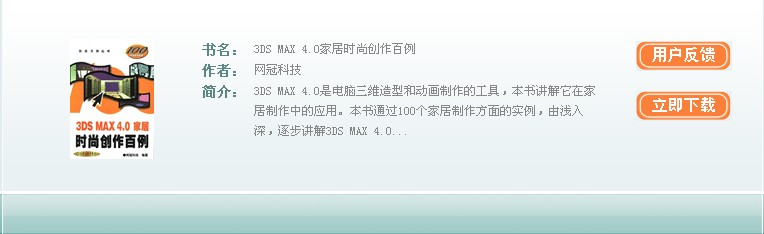 书名： 3DS MAX 4.0家居时尚创作百例
作者： 网冠科技
简介： 3DS MAX 4.0是电脑三维造型和动画制作的工具，本书讲解它在家
居制作中的应用。本书通过100个家居制作方面的实例，由浅入
深，逐步讲解3DS MAX 4.0...
用户反馈
立即下载
100
3DS MAX 4.0 家居
时尚创作百例